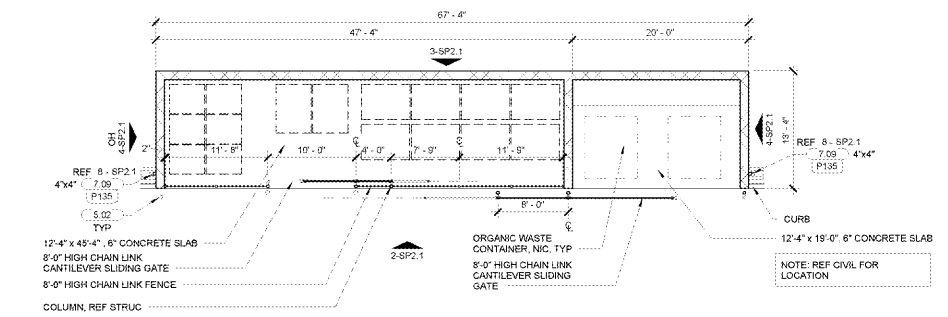 67' - 4"
47' - 4"
20' - 0"
3-SP2.1
OH
4-SP2.1
2"
4-SP2.1
13' - 4"
11' - 8"
10' - 0"
4' - 0"
7' - 9"
11' - 9"
REF 8 - SP2.1
4"x4"
7.09
P135
REF 8 - SP2.1
7.09
4"x4"
P135
5.02
TYP
8' - 0"
CURB
12'-4" x 45'-4", 6" CONCRETE SLAB
8'-0" HIGH CHAIN LINK
CANTILEVER SLIDING GATE
8'-0" HIGH CHAIN LINK FENCE
COLUMN, REF STRUC
2-SP2.1
ORGANIC WASTE
CONTAINER, NIC, TYP
8'-0" HIGH CHAIN LINK
CANTILEVER SLIDING
GATE
12'-4" x 19'-0", 6" CONCRETE SLAB
NOTE: REF CIVIL FOR
LOCATION